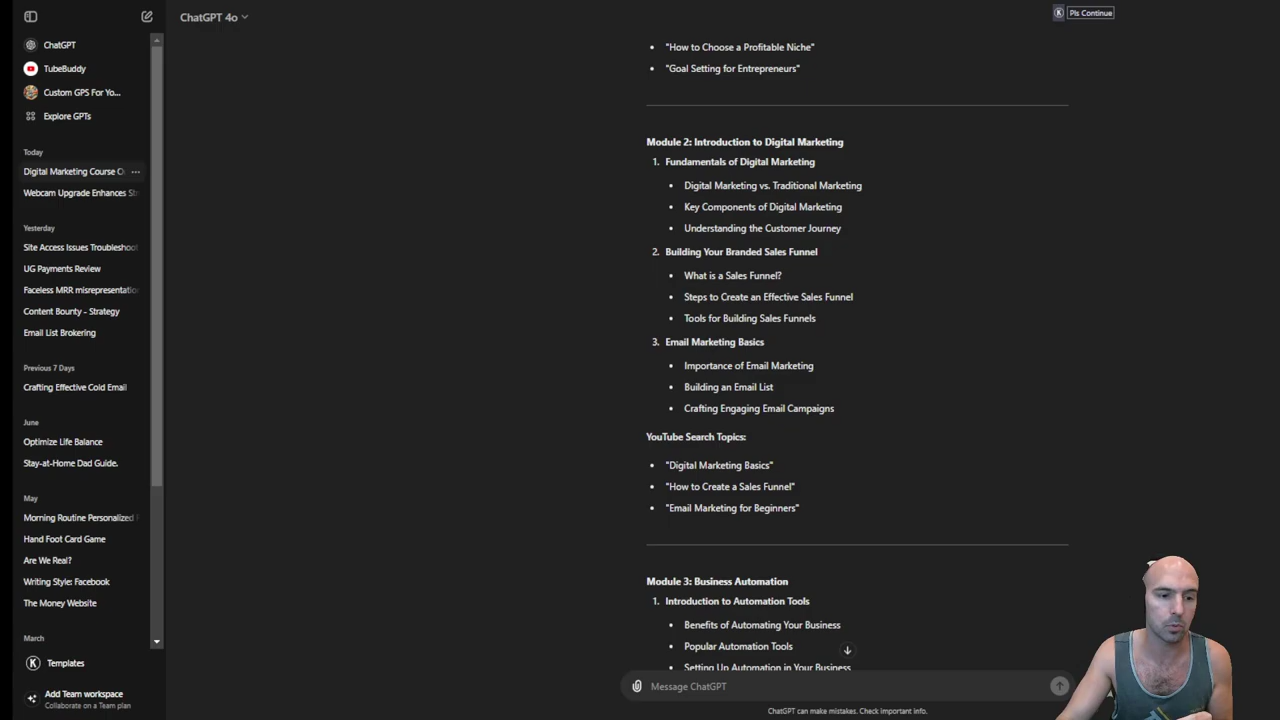 ChatGPT 4o
K Pls Continue
ChatGPT
TubeBuddy
Custom GPS For Yo...
Explore GPTs
Today
Digital Marketing Course C
Webcam Upgrade Enhances Str
Yesterday
Site Access Issues Troubleshoot
UG Payments Review
Faceless MRR misrepresentatio
Content Bounty - Strategy
Email List Brokering
Previous 7 Days
Crafting Effective Cold Email
June
Optimize Life Balance
Stay-at-Home Dad Guide.
May
Morning Routine Personalized
Hand Foot Card Game
Are We Real?
Writing Style: Facebook
The Money Website
March
K Templates
Add Team workspace
Collaborate on a Team plan
• "How to Choose a Profitable Niche"
• "Goal Setting for Entrepreneurs"
Module 2: Introduction to Digital Marketing
1. Fundamentals of Digital Marketing
• Digital Marketing vs. Traditional Marketing
• Key Components of Digital Marketing
• Understanding the Customer Journey
2. Building Your Branded Sales Funnel
• What is a Sales Funnel?
• Steps to Create an Effective Sales Funnel
• Tools for Building Sales Funnels
3. Email Marketing Basics
• Importance of Email Marketing
• Building an Email List
• Crafting Engaging Email Campaigns
YouTube Search Topics:
• "Digital Marketing Basics"
• "How to Create a Sales Funnel"
• "Email Marketing for Beginners"
Module 3: Business Automation
1. Introduction to Automation Tools
• Benefits of Automating Your Business
• Popular Automation Tools
• Setting Up Automation in Your Business
Message ChatGPT
ChatGPT can make mistakes. Check important info.